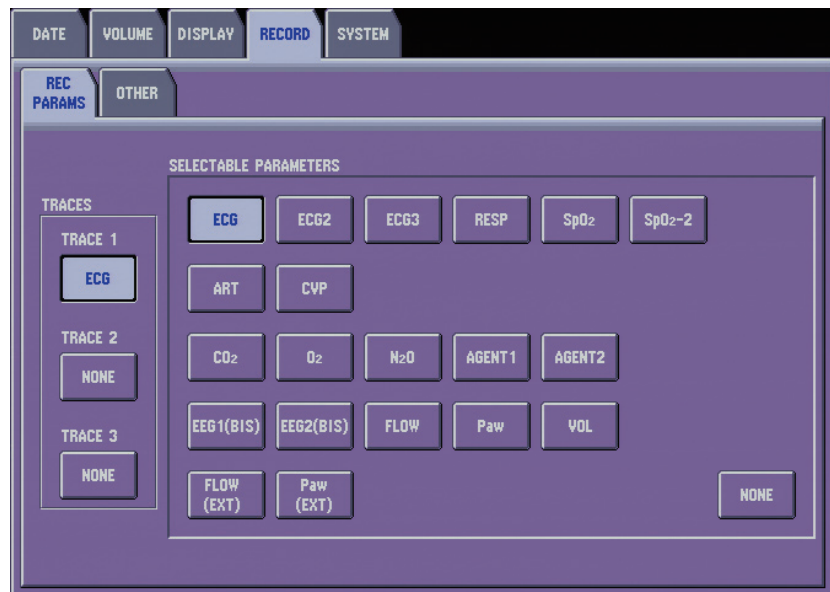 DATE VOLUME DISPLAY RECORD SYSTEM
REC
PARAMS
OTHER
SELECTABLE PARAMETERS
TRACES
TRACE 1
ECG
TRACE 2
NONE
TRACE 3
NONE
ECG ECG2 ECG3 RESP SpO₂ SpO₂-2
ART CVP
CO₂ O₂ N₂O AGENT1 AGENT2
EEG1(BIS) EEG2(BIS) FLOW Paw VOL
FLOW
(EXT)
Paw
(EXT)
NONE